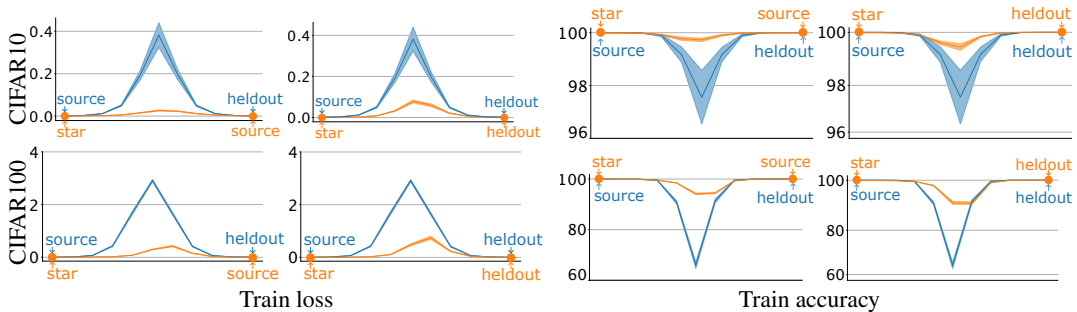 CIFAR10
0.4
0.2
0.0
source
heldout
star
source
0.4
0.2
0.0
source
heldout
star
heldout
100
98
96
star
source
source
heldout
100
98
96
star
heldout
source
heldout
CIFAR100
4
2
0
source
heldout
star
source
4
2
0
source
heldout
star
heldout
100
80
60
star
source
source
heldout
100
80
60
star
heldout
source
heldout
Train loss
Train accuracy